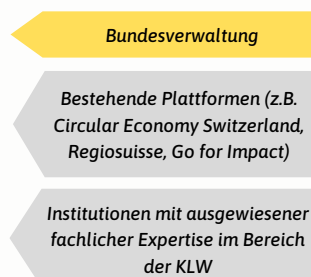 Bundesverwaltung
Bestehende Plattformen (z.B.
Circular Economy Switzerland,
Regiosuisse, Go for Impact)
Institutionen mit ausgewiesener
fachlicher Expertise im Bereich
der KLW